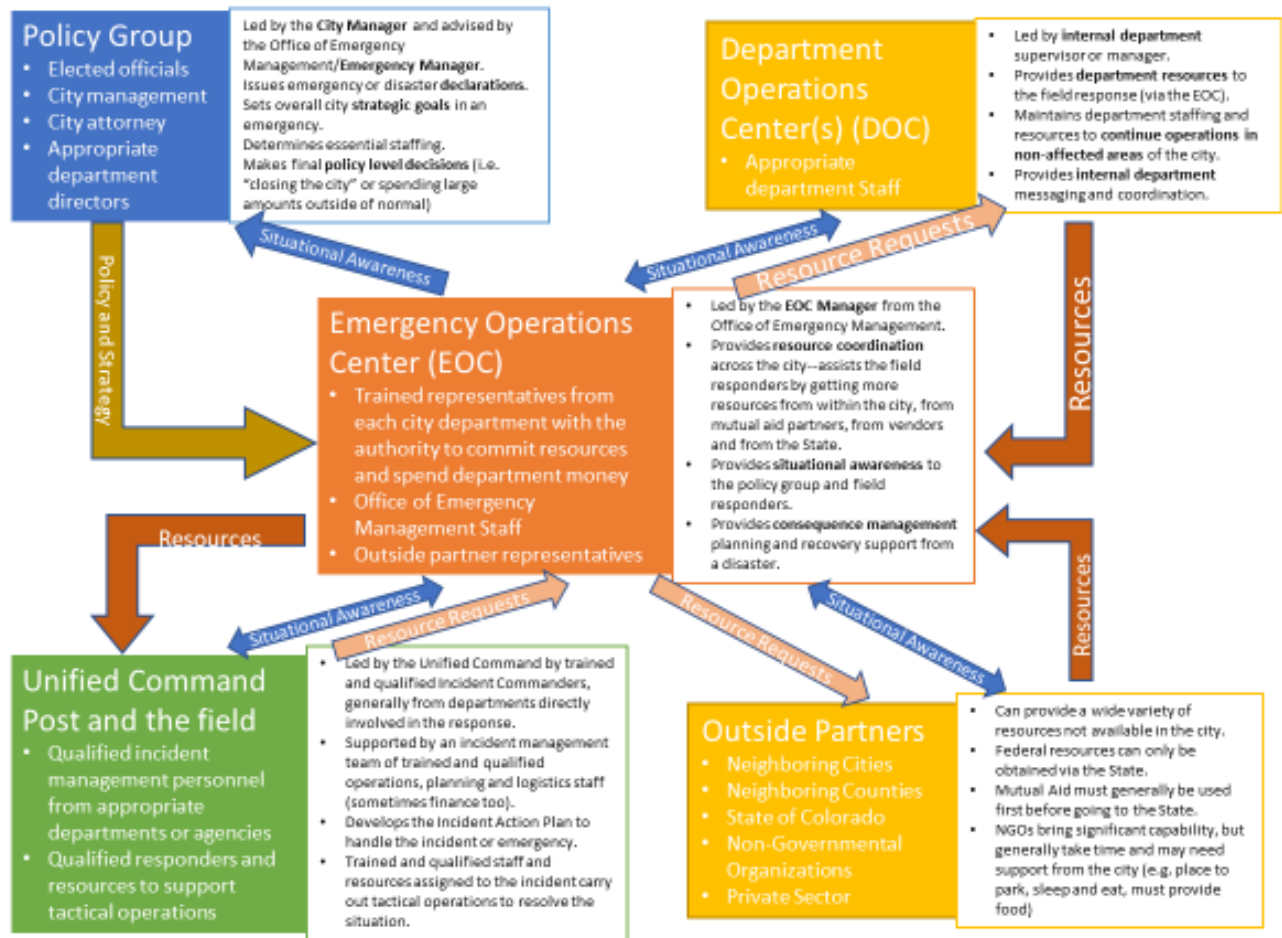 Policy Group
• Elected officials
• City management
• City attorney
• Appropriate
department
directors
Led by the City Manager and advised by
the Office of Emergency
Management/Emergency Manager.
Issues emergency or disaster declarations.
Sets overall city strategic goals in an
emergency.
Determines essential staffing.
Makes final policy level decisions (i.e.
"closing the city" or spending large
amounts outside of normal)
Department
Operations
Center(s) (DOC)
• Appropriate
department Staff
• Led by internal department
supervisor or manager.
• Provides department resources to
the field response (via the EOC).
• Maintains department staffing and
resources to continue operations in
non-affected areas of the city.
• Provides internal department
messaging and coordination.
Situational Awareness
Situational Awareness
Resource Requests
Policy and Strategy
Resources
Emergency Operations
Center (EOC)
• Trained representatives from
each city department with the
authority to commit resources
and spend department money
• Office of Emergency
Management Staff
• Outside partner representatives
• Led by the EOC Manager from the
Office of Emergency Management.
• Provides resource coordination
across the city--assists the field
responders by getting more
resources from within the city, from
mutual aid partners, from vendors
and from the State.
• Provides situational awareness to
the policy group and field
responders.
• Provides consequence management
planning and recovery support from
a disaster.
Resources
Situational Awareness
Resource Requests
Resource Requests
Situational Awareness
Resources
Unified Command
Post and the field
• Qualified incident
management personnel
from appropriate
departments or agencies
• Qualified responders and
resources to support
tactical operations
• Led by the Unified Command by trained
and qualified Incident Commanders,
generally from departments directly
involved in the response.
• Supported by an incident management
team of trained and qualified
operations, planning and logistics staff
(sometimes finance too).
• Develops the Incident Action Plan to
handle the incident or emergency.
• Trained and qualified staff and
resources assigned to the incident carry
out tactical operations to resolve the
situation.
Outside Partners
• Neighboring Cities
• Neighboring Counties
• State of Colorado
• Non-Governmental
Organizations
• Private Sector
• Can provide a wide variety of
resources not available in the city.
• Federal resources can only be
obtained via the State.
• Mutual Aid must generally be used
first before going to the State.
• NGOs bring significant capability, but
generally take time and may need
support from the city (e.g. place to
park, sleep and eat, must provide
food)